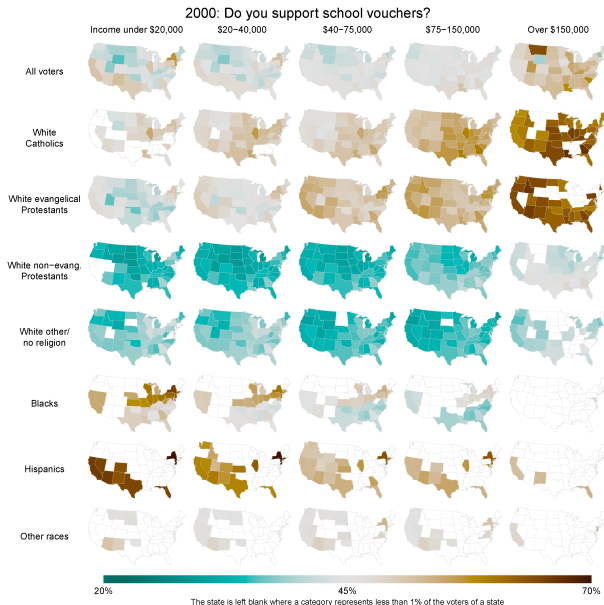 2000: Do you support school vouchers?
Income under $20,000 $20−40,000 $40−75,000 $75−150,000 Over $150,000
All voters
White
Catholics
White evangelical
Protestants
White non−evang.
Protestants
White other/
no religion
Blacks
Hispanics
Other races
20% 45% 70%
The state is left blank where a category represents less than 1% of the voters of a state